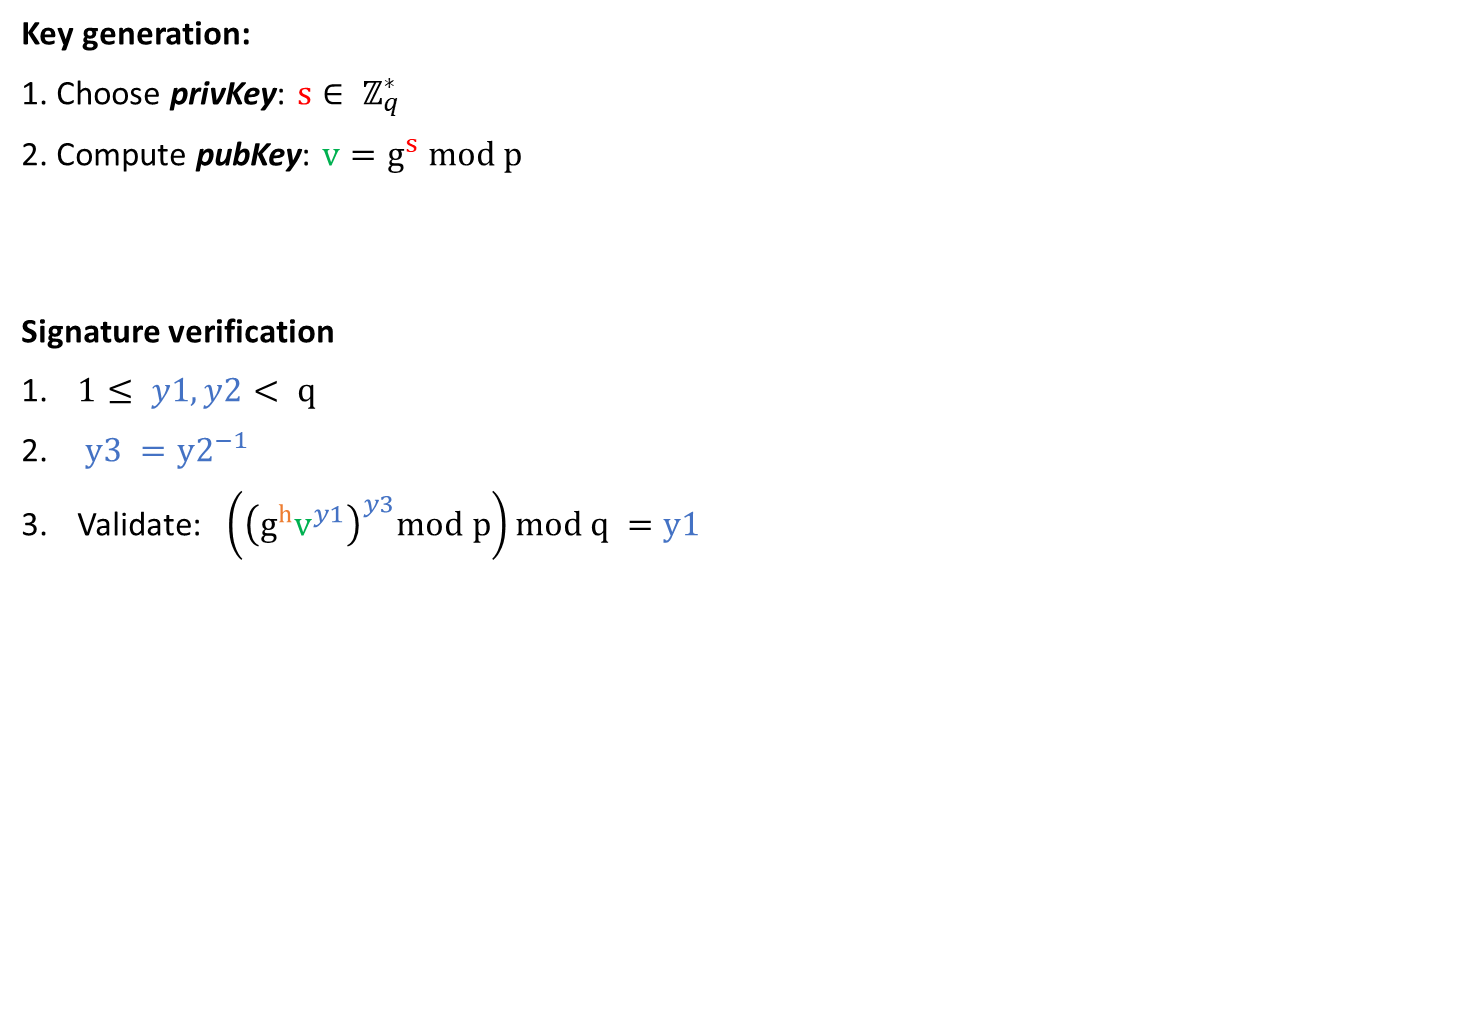 Key generation:
1. Choose privKey: s ∈ ℤ*q
2. Compute pubKey: v = g^s mod p
Signature verification
1. 1 ≤ y1, y2 < q
2. y3 = y2^−1
3. Validate: ((g^h v^y1)^y3 mod p) mod q = y1